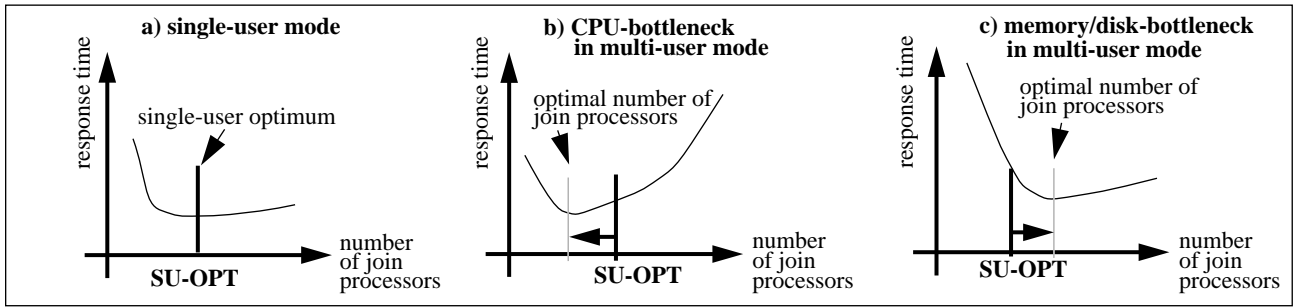 a) single-user mode
response time
single-user optimum
SU-OPT
number
of join
processors
b) CPU-bottleneck
in multi-user mode
response time
optimal number of
join processors
SU-OPT
number
of join
processors
c) memory/disk-bottleneck
in multi-user mode
response time
optimal number of
join processors
SU-OPT
number
of join
processors